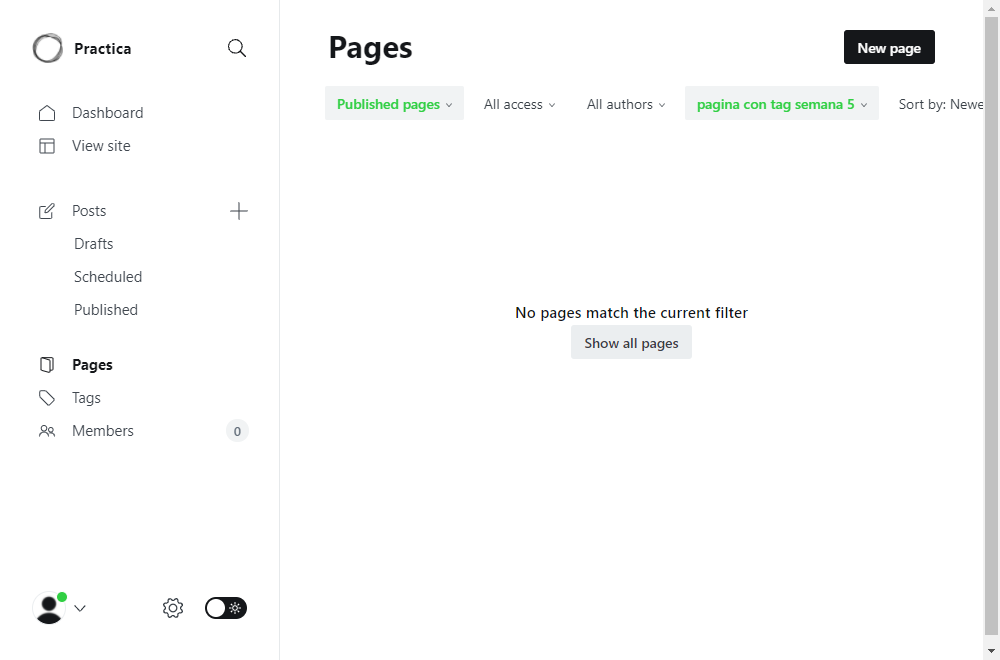 Practica
Dashboard
View site
Posts
Drafts
Scheduled
Published
Pages
Tags
Members
0
Pages
New page
Published pages
All access
All authors
pagina con tag semana 5
Sort by: Newe
No pages match the current filter
Show all pages